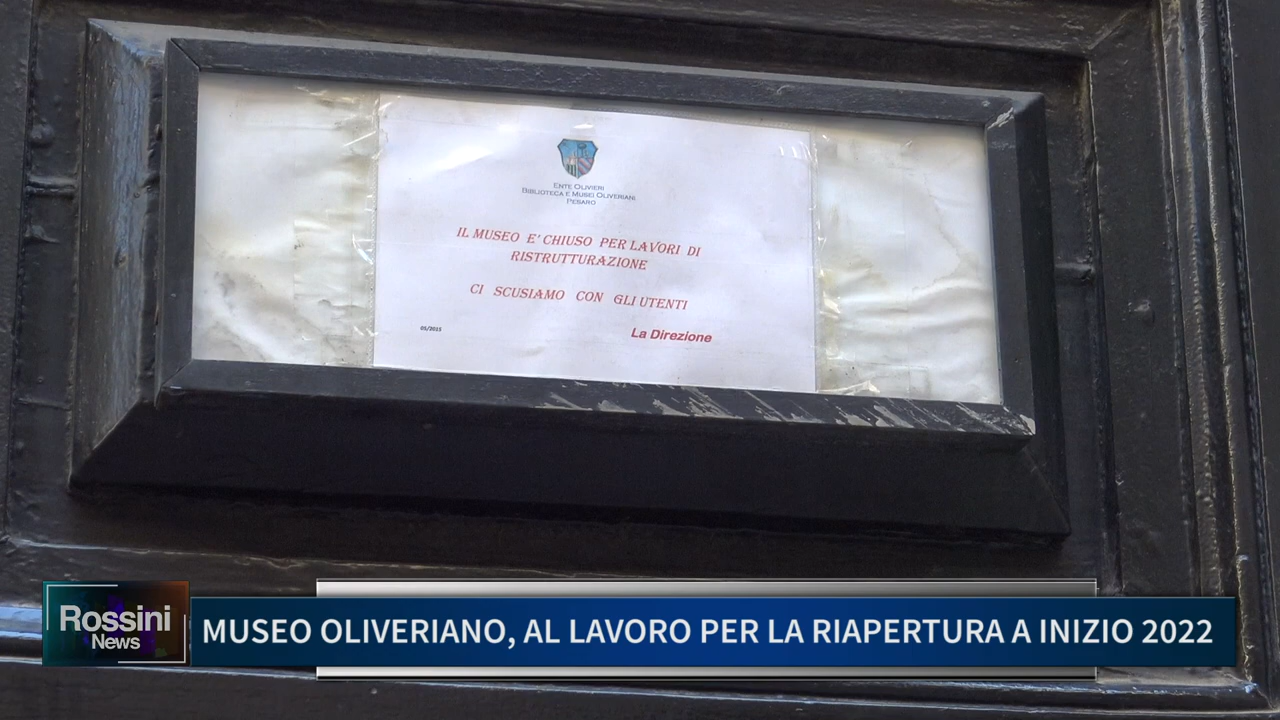 ENTE OLIVIERI
BIBLIOTECA E MUSEI OLIVERIANI
PESARO
IL MUSEO E' CHIUSO PER LAVORI DI
RISTRUTTURAZIONE
CI SCUSIAMO CON GLI UTENTI
05/2015
La Direzione
Rossini
News
MUSEO OLIVERIANO, AL LAVORO PER LA RIAPERTURA A INIZIO 2022